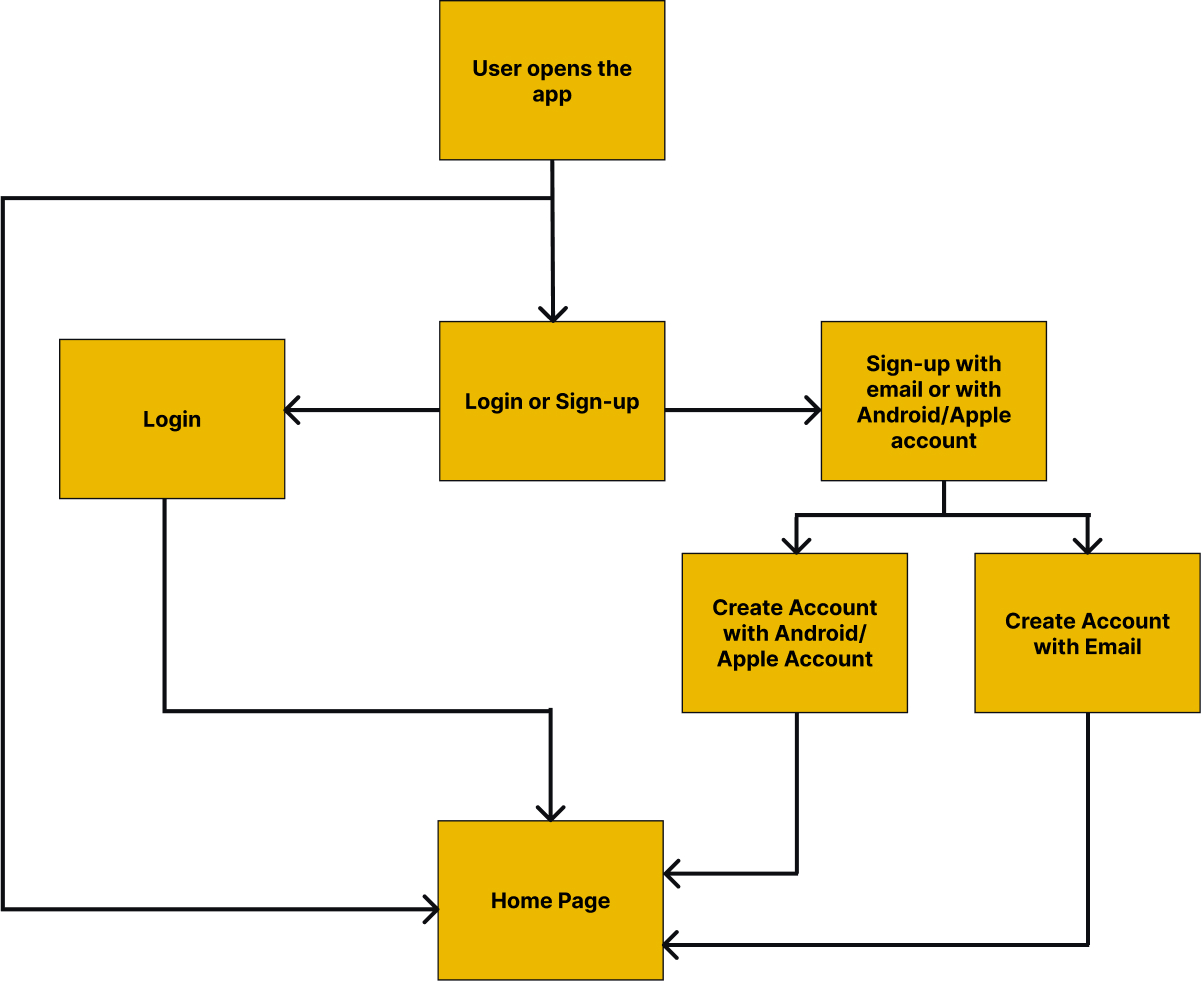 User opens the
app
Login
Login or Sign-up
Sign-up with
email or with
Android/Apple
account
Create Account
with Android/
Apple Account
Create Account
with Email
Home Page